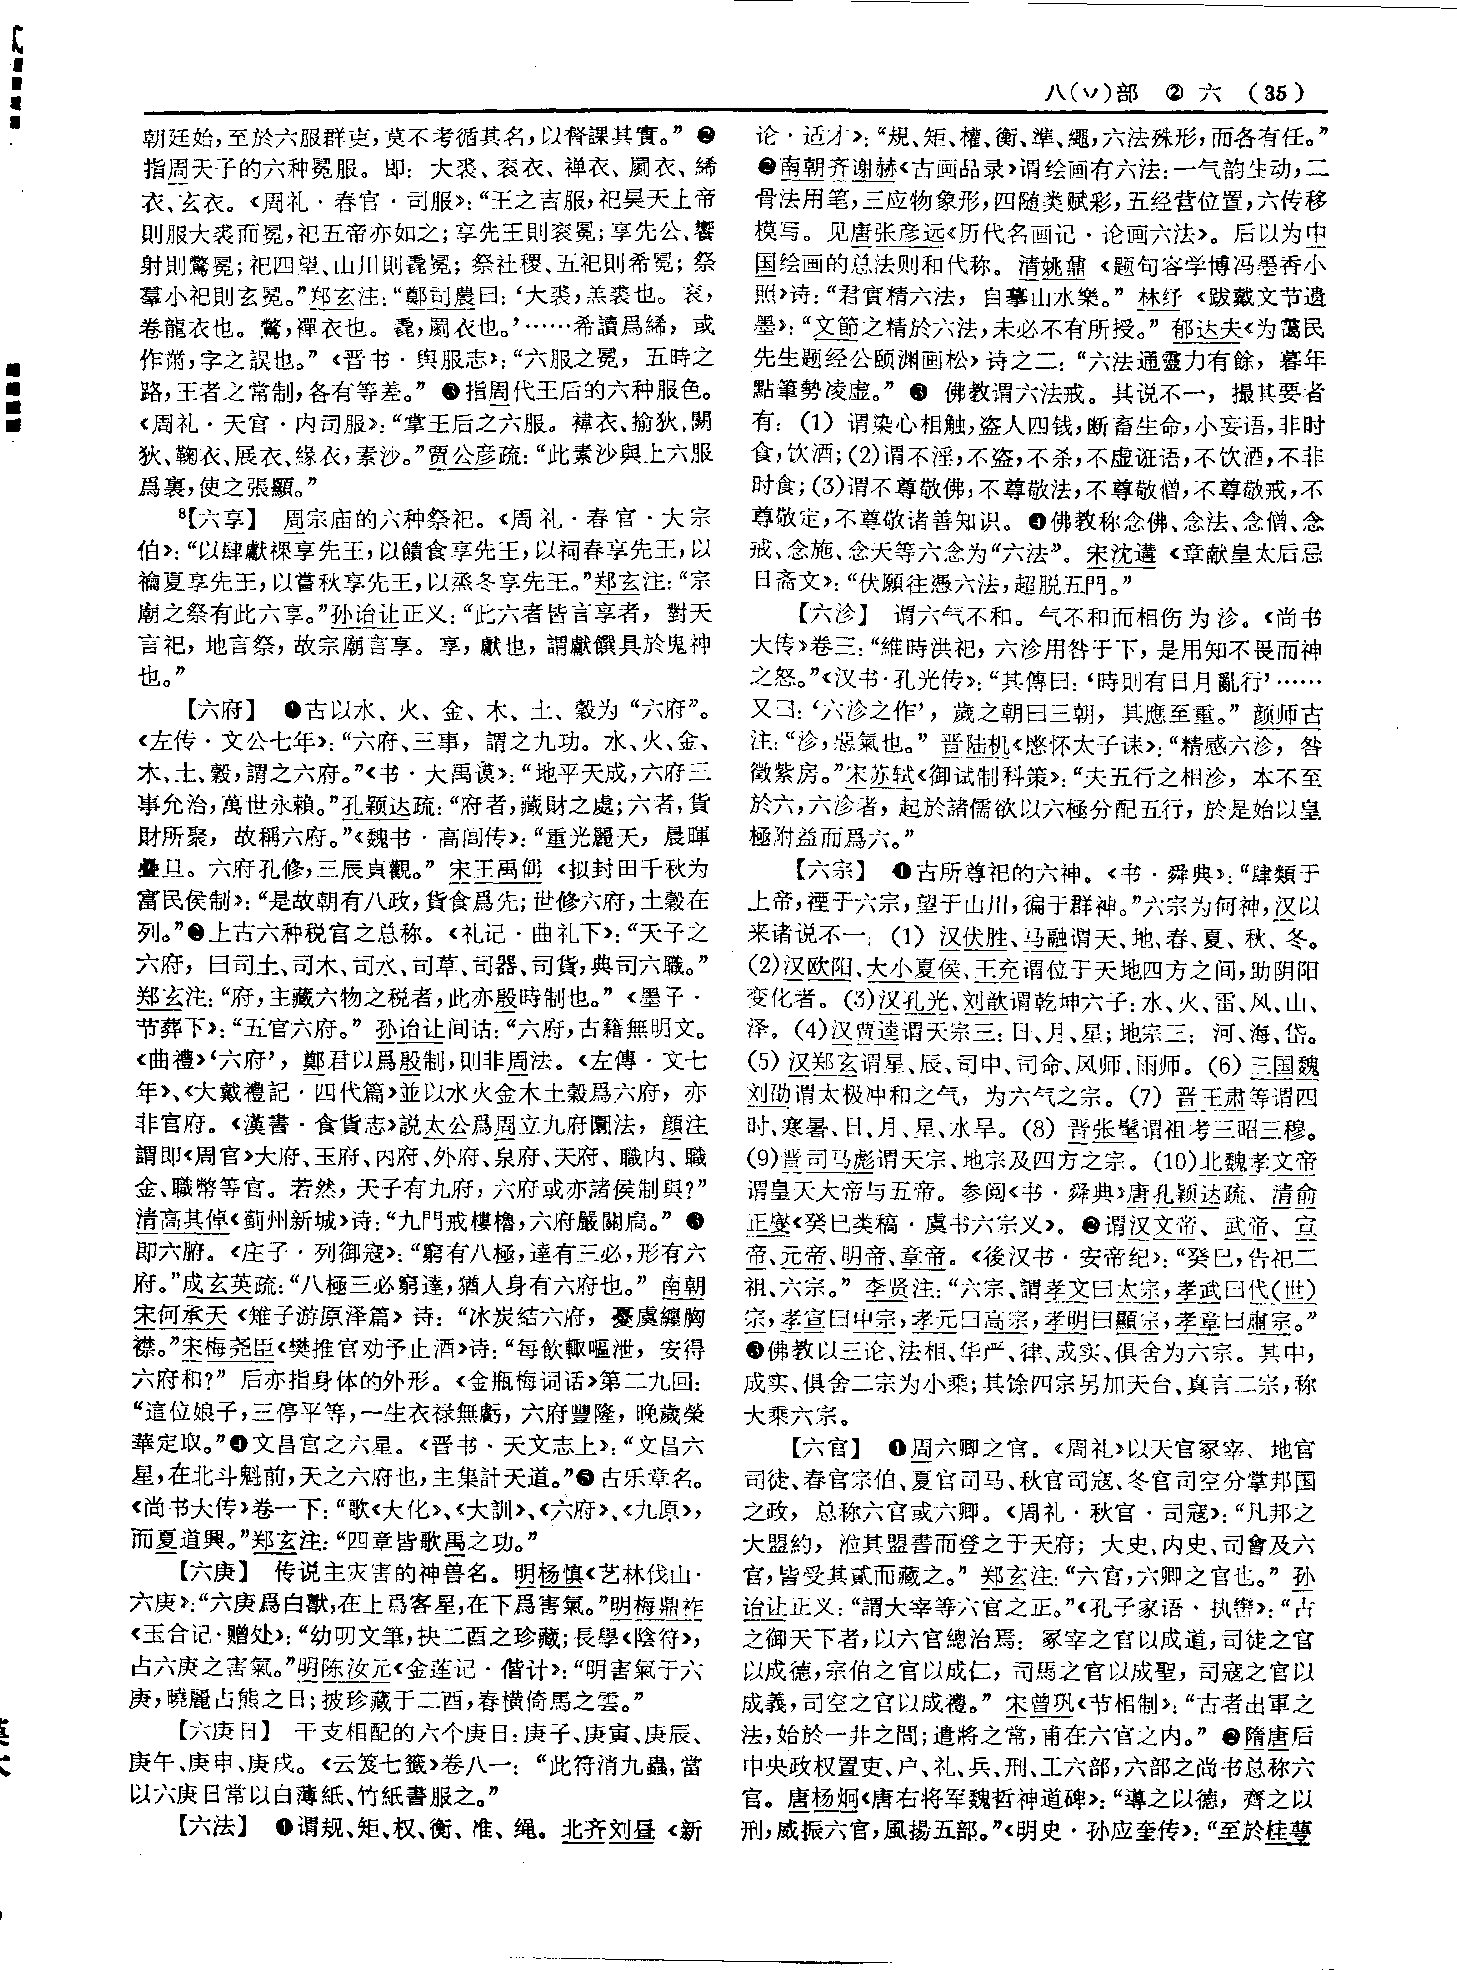 八(丷)部 ② 六 (35)
朝廷始，至於六服群吏，莫不考循其名，以督課其實。”❷
指周天子的六种冕服。即：大裘、衮衣、禅衣、罽衣、絺
衣、玄衣。《周礼·春官·司服》：“王之吉服，祀昊天上帝
則服大裘而冕，祀五帝亦如之；享先王則衮冕；享先公、饗
射則驚冕；祀四望、山川則毳冕；祭社稷、五祀則希冕；祭
羣小祀則玄冕。”郑玄注：“鄭司農曰：‘大裘，羔裘也。衮，
卷龍衣也。驚，禪衣也。毳，罽衣也。’……希讀爲絺，或
作黹，字之誤也。”《晋书·舆服志》：“六服之冕，五時之
路，王者之常制，各有等差。”❸指周代王后的六种服色。
《周礼·天官·内司服》：“掌王后之六服。褘衣、揄狄、闕
狄、鞠衣、展衣、緣衣，素沙。”贾公彦疏：“此素沙與上六服
爲裏，使之張顯。”
⁸【六享】 周宗庙的六种祭祀。《周礼·春官·大宗
伯》：“以肆獻祼享先王，以饋食享先王，以祠春享先王，以
禴夏享先王，以嘗秋享先王，以烝冬享先王。”郑玄注：“宗
廟之祭有此六享。”孙诒让正义：“此六者皆言享者，對天
言祀，地言祭，故宗廟言享。享，獻也，謂獻饌具於鬼神
也。”
【六府】 ❶古以水、火、金、木、土、穀为“六府”。
《左传·文公七年》：“六府、三事，謂之九功。水、火、金、
木、土、穀，謂之六府。”《书·大禹谟》：“地平天成，六府三
事允治，萬世永賴。”孔颖达疏：“府者，藏財之處；六者，貨
財所聚，故稱六府。”《魏书·高闾传》：“重光麗天，晨暉
疊旦。六府孔修，三辰貞觀。”宋王禹偁《拟封田千秋为
富民侯制》：“是故朝有八政，貨食爲先；世修六府，土穀在
列。”❷上古六种税官之总称。《礼记·曲礼下》：“天子之
六府，曰司土、司木、司水、司草、司器、司貨，典司六職。”
郑玄注：“府，主藏六物之税者，此亦殷時制也。”《墨子·
节葬下》：“五官六府。”孙诒让间诂：“六府，古籍無明文。
《曲禮》‘六府’，鄭君以爲殷制，則非周法。《左傳·文七
年》、《大戴禮記·四代篇》並以水火金木土穀爲六府，亦
非官府。《漢書·食貨志》説太公爲周立九府圜法，顔注
謂即《周官》大府、玉府、内府、外府、泉府、天府、職内、職
金、職幣等官。若然，天子有九府，六府或亦諸侯制與？”
清高其倬《蓟州新城》诗：“九門戒樓櫓，六府嚴關扃。”❸
即六腑。《庄子·列御寇》：“窮有八極，達有三必，形有六
府。”成玄英疏：“八極三必窮達，猶人身有六府也。”南朝
宋何承天《雉子游原泽篇》诗：“冰炭结六府，憂虞纏胸
襟。”宋梅尧臣《樊推官劝予止酒》诗：“每飲輒嘔泄，安得
六府和？”后亦指身体的外形。《金瓶梅词话》第二九回：
“這位娘子，三停平等，一生衣禄無虧，六府豐隆，晚歲榮
華定取。”❹文昌宫之六星。《晋书·天文志上》：“文昌六
星，在北斗魁前，天之六府也，主集計天道。”❺古乐章名。
《尚书大传》卷一下：“歌《大化》、《大訓》、《六府》、《九原》，
而夏道興。”郑玄注：“四章皆歌禹之功。”
【六庚】 传说主灾害的神兽名。明杨慎《艺林伐山·
六庚》：“六庚爲白獸，在上爲客星，在下爲害氣。”明梅鼎祚
《玉合记·赠处》：“幼叨文筆，抉二酉之珍藏；長學《陰符》，
占六庚之害氣。”明陈汝元《金莲记·偕计》：“明害氣于六
庚，曉麗占熊之日；披珍藏于二酉，春橫倚馬之雲。”
【六庚日】 干支相配的六个庚日：庚子、庚寅、庚辰、
庚午、庚申、庚戌。《云笈七籤》卷八一：“此符消九蟲，當
以六庚日常以白薄紙、竹紙書服之。”
【六法】 ❶谓规、矩、权、衡、准、绳。北齐刘昼《新
论·适才》：“規、矩、權、衡、準、繩，六法殊形，而各有任。”
❷南朝齐谢赫《古画品录》谓绘画有六法：一气韵生动，二
骨法用笔，三应物象形，四随类赋彩，五经营位置，六传移
模写。见唐张彦远《历代名画记·论画六法》。后以为中
国绘画的总法则和代称。清姚鼐《题句容学博冯墨香小
照》诗：“君實精六法，自摹山水樂。”林纾《跋戴文节遗
墨》：“文節之精於六法，未必不有所授。”郁达夫《为蔼民
先生题经公颐渊画松》诗之二：“六法通靈力有餘，暮年
點筆勢凌虚。”❸ 佛教谓六法戒。其说不一，撮其要者
有：(1) 谓染心相触，盗人四钱，断畜生命，小妄语，非时
食，饮酒；(2)谓不淫，不盗，不杀，不虚诳语，不饮酒，不非
时食；(3)谓不尊敬佛，不尊敬法，不尊敬僧，不尊敬戒，不
尊敬定，不尊敬诸善知识。❹佛教称念佛、念法、念僧、念
戒、念施、念天等六念为“六法”。宋沈遘《章献皇太后忌
日斋文》：“伏願往憑六法，超脱五門。”
【六沴】 谓六气不和。气不和而相伤为沴。《尚书
大传》卷三：“維時洪祀，六沴用咎于下，是用知不畏而神
之怒。”《汉书·孔光传》：“其傳曰：‘時則有日月亂行’……
又曰：‘六沴之作’，歲之朝曰三朝，其應至重。”颜师古
注：“沴，惡氣也。”晋陆机《愍怀太子诔》：“精感六沴，咎
徵紫房。”宋苏轼《御试制科策》：“夫五行之相沴，本不至
於六，六沴者，起於諸儒欲以六極分配五行，於是始以皇
極附益而爲六。”
【六宗】 ❶古所尊祀的六神。《书·舜典》：“肆類于
上帝，禋于六宗，望于山川，徧于群神。”六宗为何神，汉以
来诸说不一：(1) 汉伏胜、马融谓天、地、春、夏、秋、冬。
(2)汉欧阳、大小夏侯、王充谓位于天地四方之间，助阴阳
变化者。(3)汉孔光、刘歆谓乾坤六子：水、火、雷、风、山、
泽。(4)汉贾逵谓天宗三：日、月、星；地宗三：河、海、岱。
(5) 汉郑玄谓星、辰、司中、司命、风师、雨师。(6) 三国魏
刘劭谓太极冲和之气，为六气之宗。(7) 晋王肃等谓四
时、寒暑、日、月、星、水旱。(8) 晋张髦谓祖考三昭三穆。
(9)晋司马彪谓天宗、地宗及四方之宗。(10)北魏孝文帝
谓皇天大帝与五帝。参阅《书·舜典》唐孔颖达疏、清俞
正燮《癸巳类稿·虞书六宗义》。❷谓汉文帝、武帝、宣
帝、元帝、明帝、章帝。《後汉书·安帝纪》：“癸巳，告祀二
祖、六宗。”李贤注：“六宗、謂孝文曰太宗，孝武曰代(世)
宗，孝宣曰中宗，孝元曰高宗，孝明曰顯宗，孝章曰肅宗。”
❸佛教以三论、法相、华严、律、成实、俱舍为六宗。其中，
成实、俱舍二宗为小乘；其馀四宗另加天台、真言二宗，称
大乘六宗。
【六官】 ❶周六卿之官。《周礼》以天官冢宰、地官
司徒、春官宗伯、夏官司马、秋官司寇、冬官司空分掌邦国
之政，总称六官或六卿。《周礼·秋官·司寇》：“凡邦之
大盟約，涖其盟書而登之于天府；大史、内史、司會及六
官，皆受其貳而藏之。”郑玄注：“六官，六卿之官也。”孙
诒让正义：“謂大宰等六官之正。”《孔子家语·执辔》：“古
之御天下者，以六官總治焉：冢宰之官以成道，司徒之官
以成德，宗伯之官以成仁，司馬之官以成聖，司寇之官以
成義，司空之官以成禮。”宋曾巩《节相制》：“古者出軍之
法，始於一井之間；遣將之常，甫在六官之内。”❷隋唐后
中央政权置吏、户、礼、兵、刑、工六部，六部之尚书总称六
官。唐杨炯《唐右将军魏哲神道碑》：“導之以德，齊之以
刑，威振六官，風揚五部。”《明史·孙应奎传》：“至於桂萼